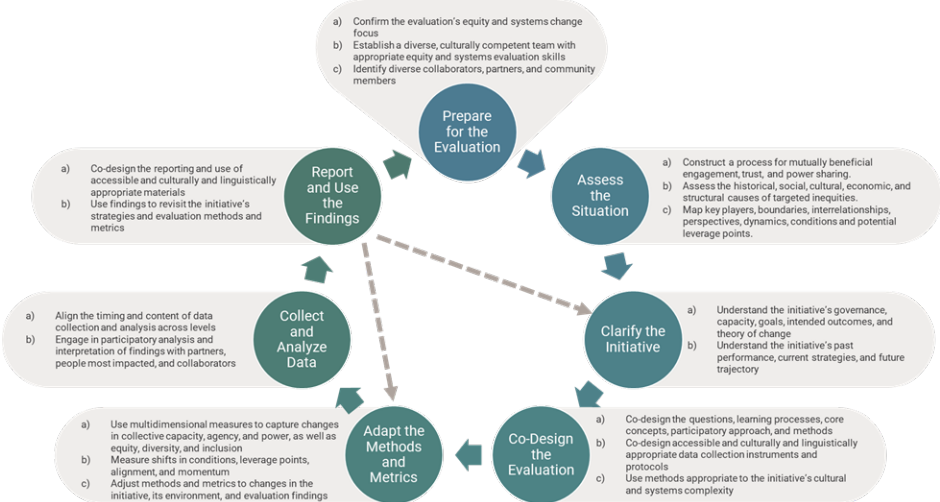 a) Confirm the evaluation's equity and systems change
focus
b) Establish a diverse, culturally competent team with
appropriate equity and systems evaluation skills
c) Identify diverse collaborators, partners, and community
members
Prepare
for the
Evaluation
Assess
the
Situation
a) Construct a process for mutually beneficial
engagement, trust, and power sharing.
b) Assess the historical, social, cultural, economic, and
structural causes of targeted inequities.
c) Map key players, boundaries, interrelationships,
perspectives, dynamics, conditions and potential
leverage points.
Clarify the
Initiative
a) Understand the initiative's governance,
capacity, goals, intended outcomes, and
theory of change
b) Understand the initiative's past
performance, current strategies, and future
trajectory
Co-Design
the
Evaluation
a) Co-design the questions, learning processes, core
concepts, participatory approach, and methods
b) Co-design accessible and culturally and linguistically
appropriate data collection instruments and
protocols
c) Use methods appropriate to the initiative's cultural
and systems complexity
Adapt the
Methods
and
Metrics
a) Use multidimensional measures to capture changes
in collective capacity, agency, and power, as well as
equity, diversity, and inclusion
b) Measure shifts in conditions, leverage points,
alignment, and momentum
c) Adjust methods and metrics to changes in the
initiative, its environment, and evaluation findings
Collect
and
Analyze
Data
a) Align the timing and content of data
collection and analysis across levels
b) Engage in participatory analysis and
interpretation of findings with partners,
people most impacted, and collaborators
Report
and Use
the
Findings
a) Co-design the reporting and use of
accessible and culturally and linguistically
appropriate materials
b) Use findings to revisit the initiative's
strategies and evaluation methods and
metrics